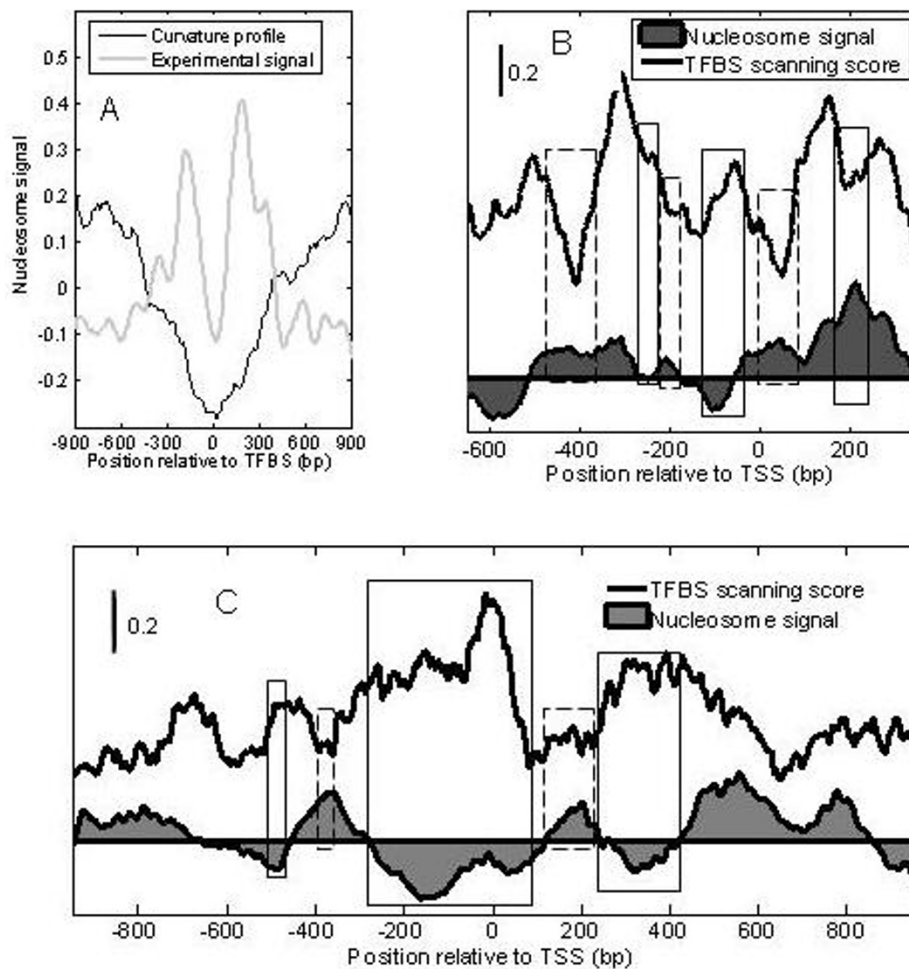 0.6
0.5
0.4
0.3
0.2
0.1
0
-0.1
-0.2
Nucleosome signal
Curvature profile
Experimental signal
A
-900 -600 -300 0 300 600 900
Position relative to TFBS (bp)
B
0.2
Nucleosome signal
TFBS scanning score
-600 -400 -200 0 200
Position relative to TSS (bp)
C
0.2
TFBS scanning score
Nucleosome signal
-800 -600 -400 -200 0 200 400 600 800
Position relative to TSS (bp)